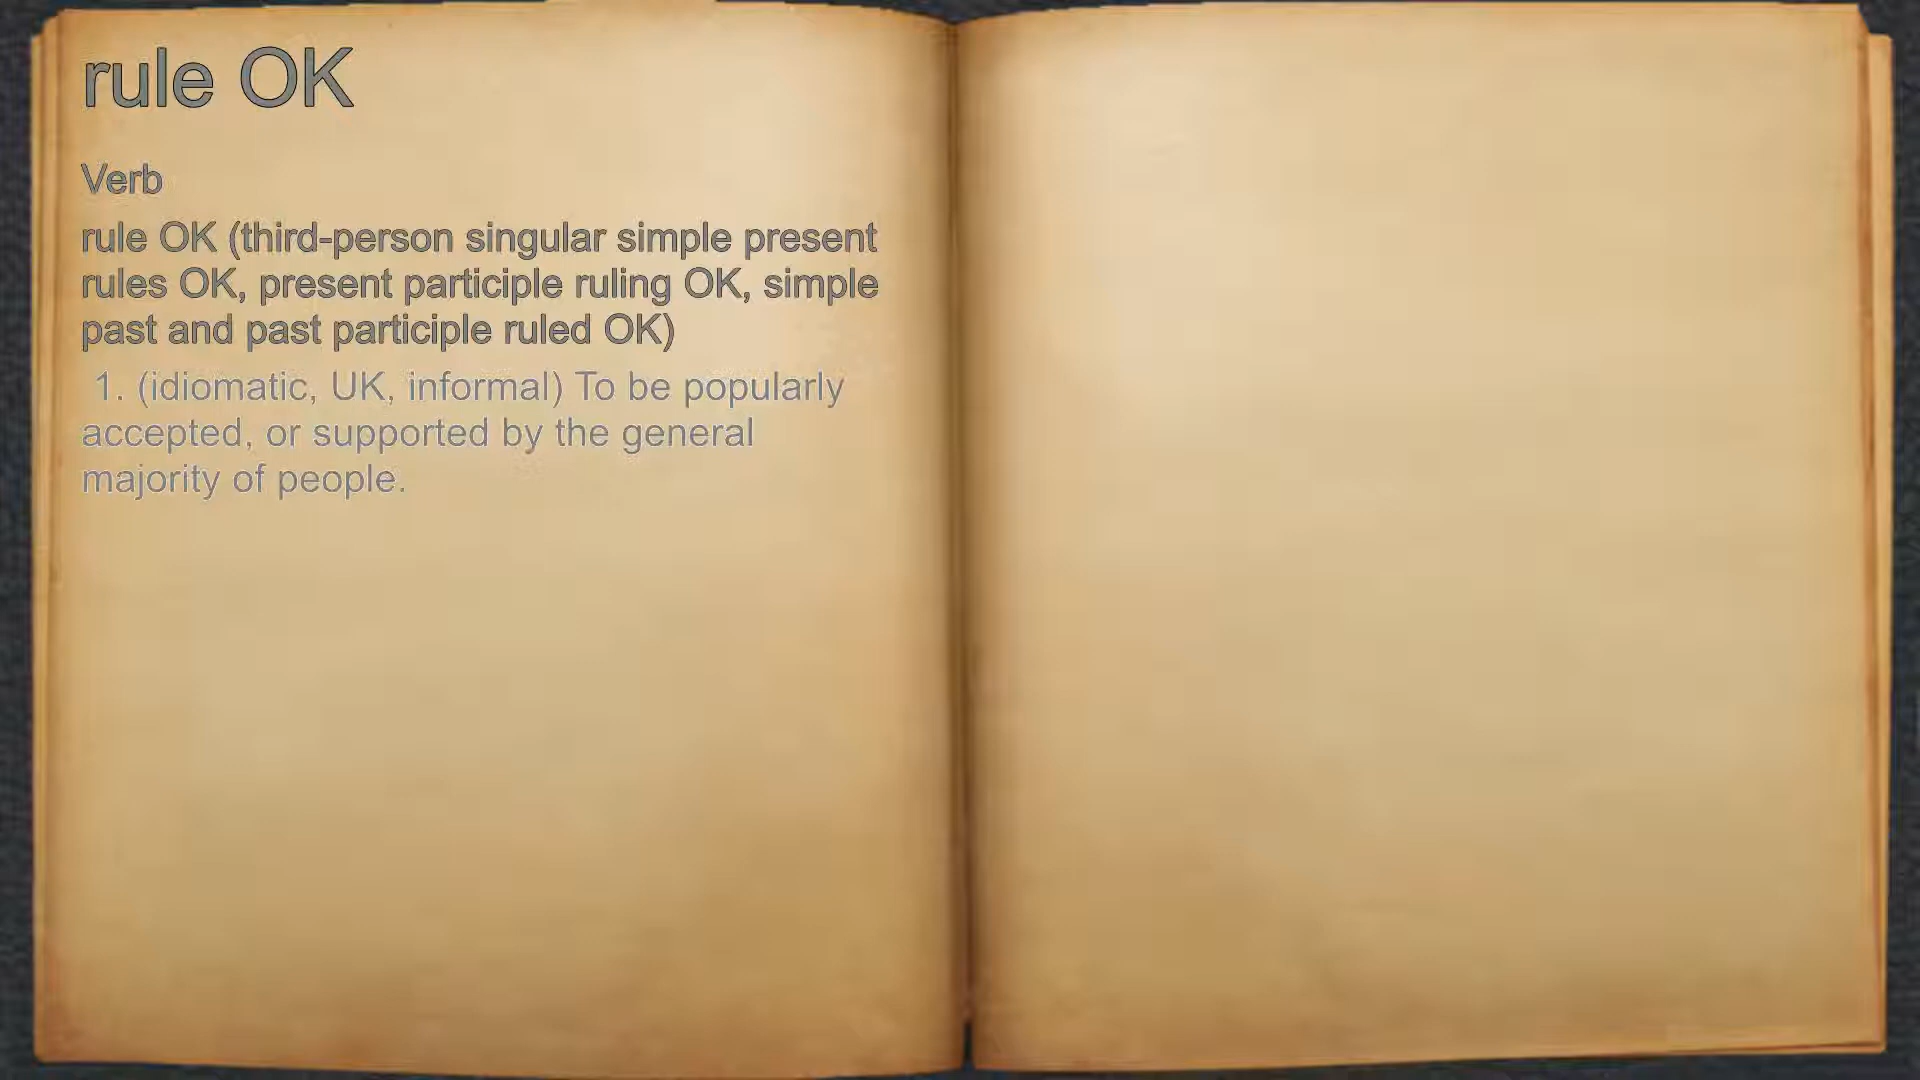 rule OK
Verb
rule OK (third-person singular simple present
rules OK, present participle ruling OK, simple
past and past participle ruled OK)
1. (idiomatic, UK, informal) To be popularly
accepted, or supported by the general
majority of people.